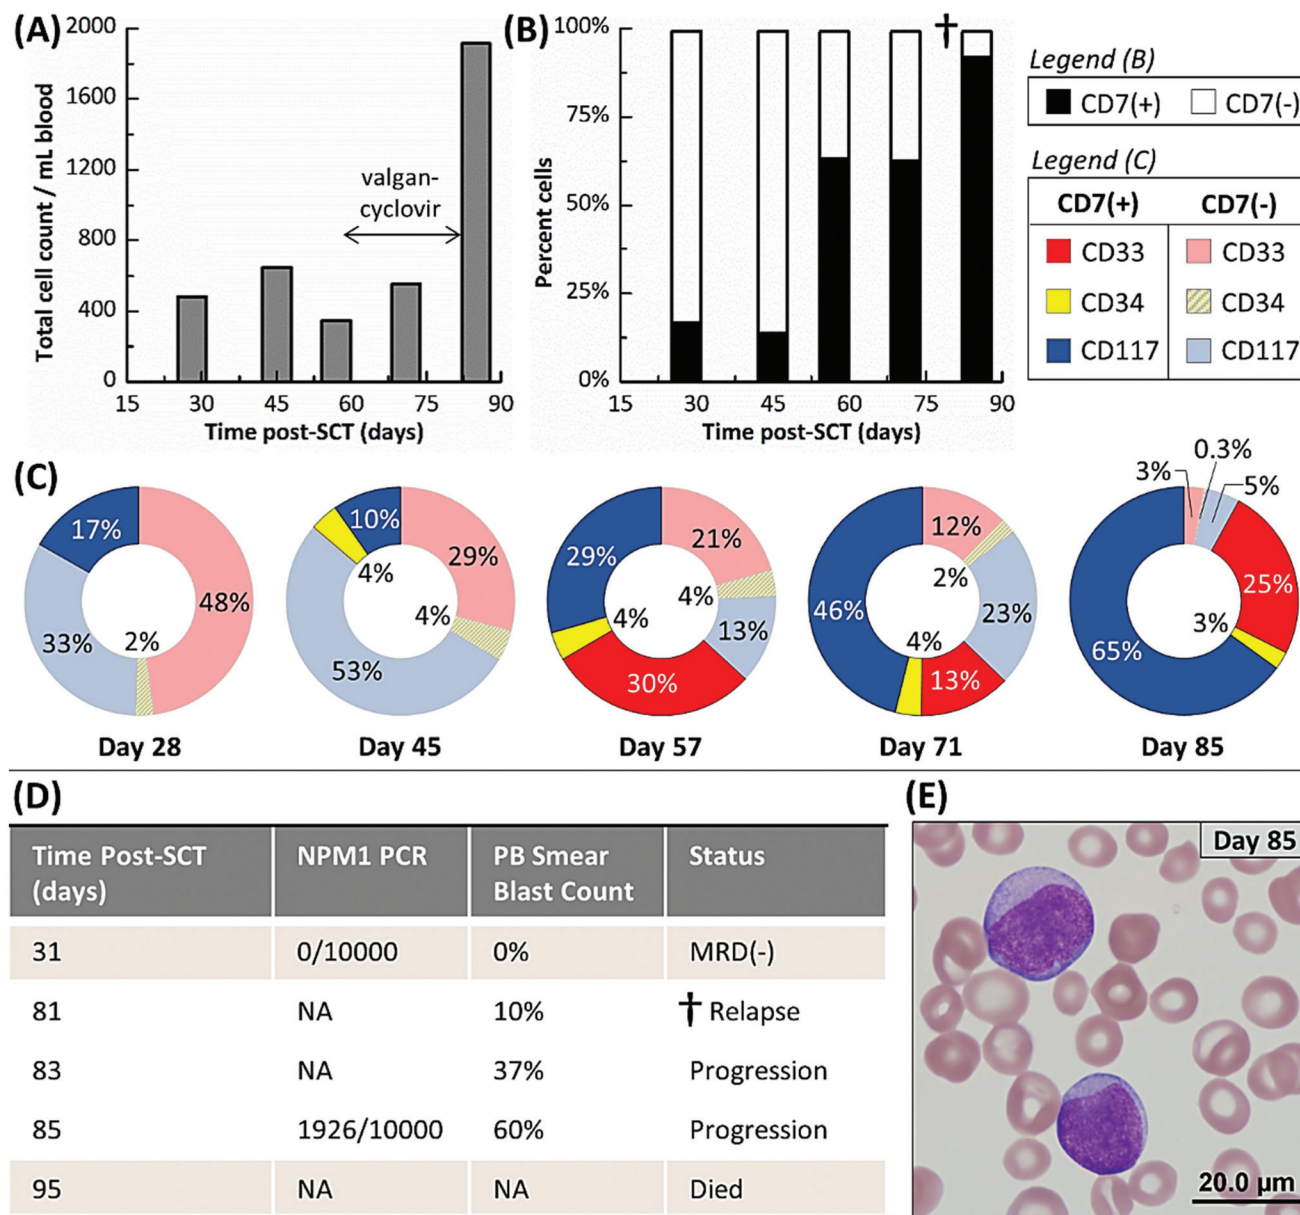 (A)
2000
1600
1200
800
400
0
Total cell count / mL blood
valgan-
cyclovir
15 30 45 60 75 90
Time post-SCT (days)
(B)
100%
75%
50%
25%
0%
Percent cells
†
15 30 45 60 75 90
Time post-SCT (days)
Legend (B)
CD7(+) CD7(-)
Legend (C)
CD7(+) CD7(-)
CD33 CD33
CD34 CD34
CD117 CD117
(C)
17%
48%
33%
2%
Day 28
10%
29%
4%
4%
53%
Day 45
29%
21%
4%
4%
13%
30%
Day 57
12%
46%
2%
23%
4%
13%
Day 71
3%
0.3%
5%
25%
3%
65%
Day 85
(D)
Time Post-SCT NPM1 PCR PB Smear Status
(days) Blast Count
31 0/10000 0% MRD(-)
81 NA 10% † Relapse
83 NA 37% Progression
85 1926/10000 60% Progression
95 NA NA Died
(E)
Day 85
20.0 µm